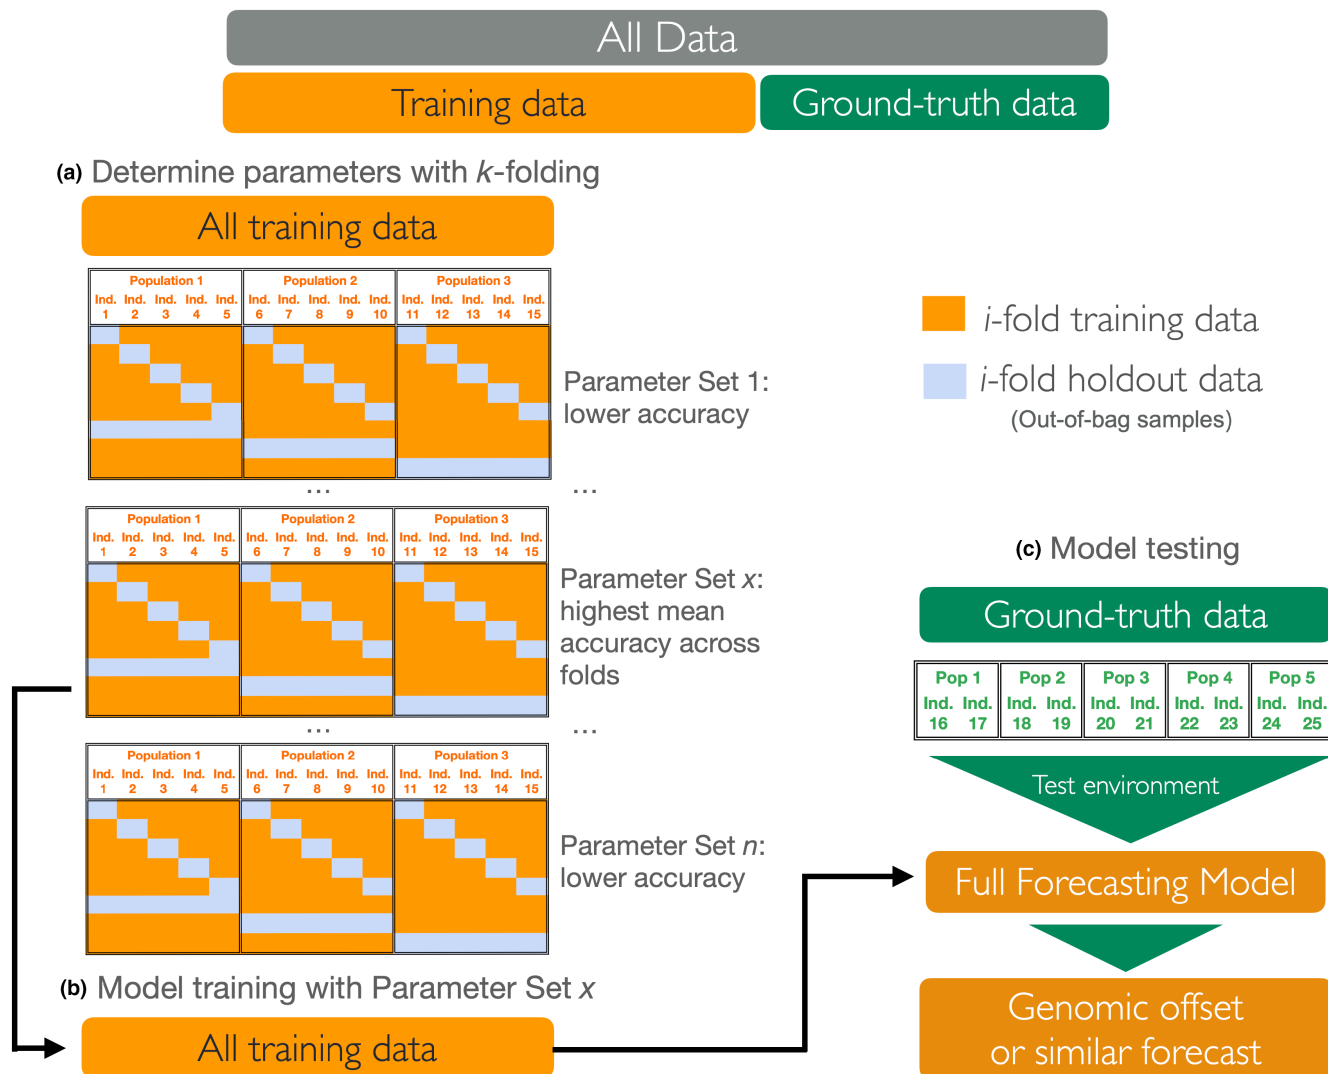 All Data
Training data
Ground-truth data
(a) Determine parameters with k-folding
All training data
Population 1 Population 2 Population 3
Ind. Ind. Ind. Ind. Ind. Ind. Ind. Ind. Ind. Ind. Ind. Ind. Ind. Ind. Ind.
1 2 3 4 5 6 7 8 9 10 11 12 13 14 15
Parameter Set 1:
lower accuracy
... ...
Population 1 Population 2 Population 3
Ind. Ind. Ind. Ind. Ind. Ind. Ind. Ind. Ind. Ind. Ind. Ind. Ind. Ind. Ind.
1 2 3 4 5 6 7 8 9 10 11 12 13 14 15
Parameter Set x:
highest mean
accuracy across
folds
... ...
Population 1 Population 2 Population 3
Ind. Ind. Ind. Ind. Ind. Ind. Ind. Ind. Ind. Ind. Ind. Ind. Ind. Ind. Ind.
1 2 3 4 5 6 7 8 9 10 11 12 13 14 15
Parameter Set n:
lower accuracy
(b) Model training with Parameter Set x
All training data
i-fold training data
i-fold holdout data
(Out-of-bag samples)
(c) Model testing
Ground-truth data
Pop 1 Pop 2 Pop 3 Pop 4 Pop 5
Ind. Ind. Ind. Ind. Ind. Ind. Ind. Ind. Ind. Ind.
16 17 18 19 20 21 22 23 24 25
Test environment
Full Forecasting Model
Genomic offset
or similar forecast